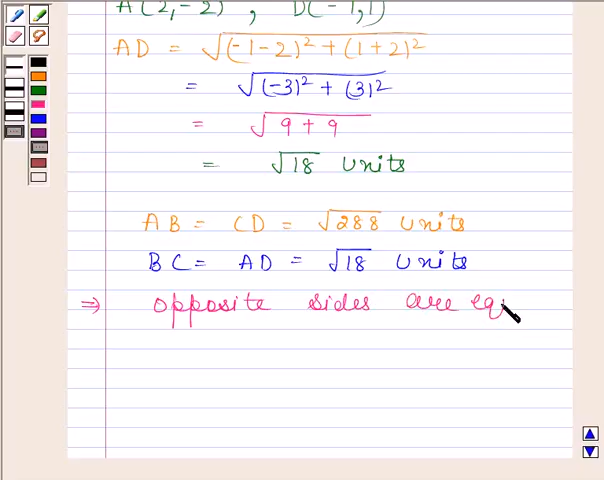 A(2,-2) , D(-1,1)
AD = √(-1-2)² + (1+2)²
= √(-3)² + (3)²
= √9 + 9
= √18 Units
AB = CD = √288 Units
BC = AD = √18 Units
⇒ opposite sides are equ